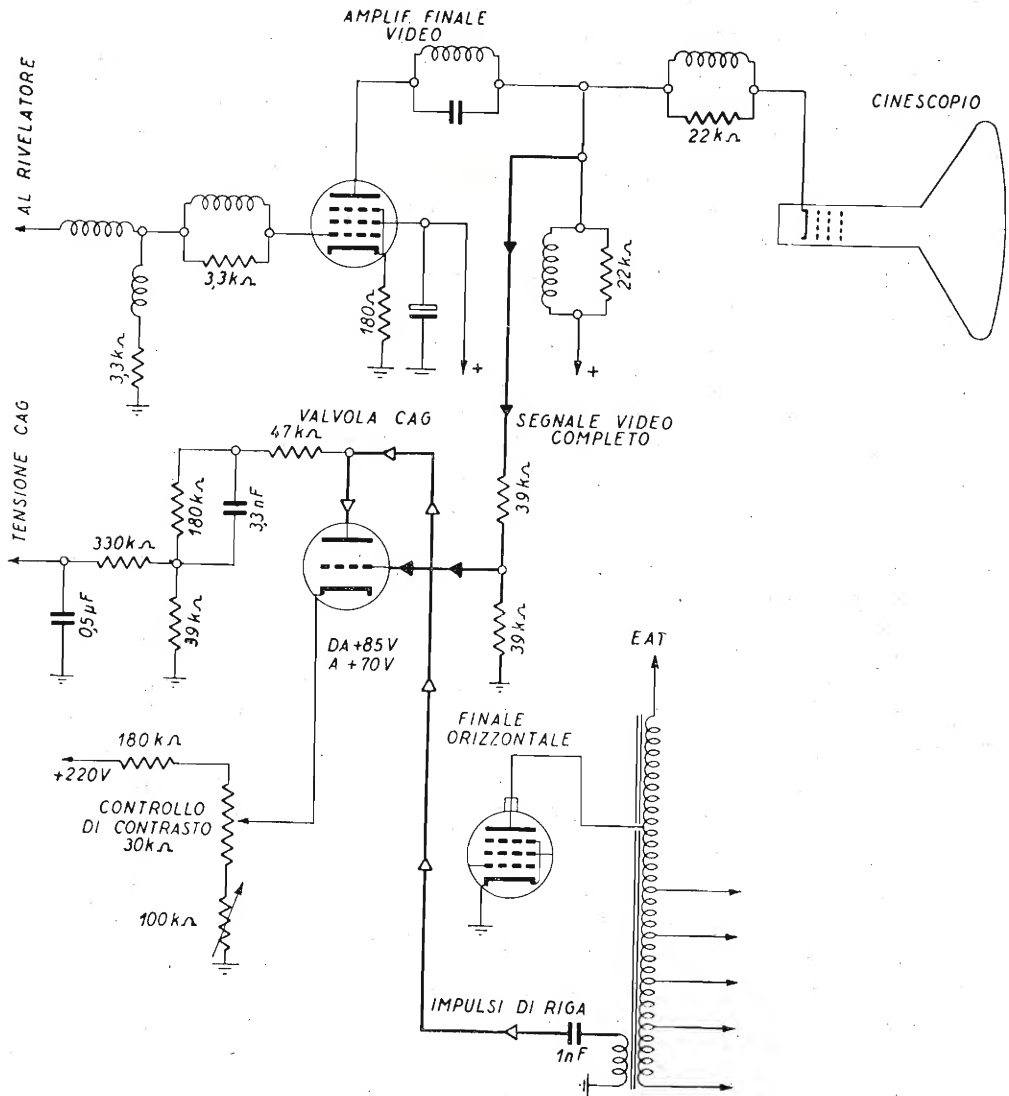 AMPLIF. FINALE
VIDEO
AL RIVELATORE
CINESCOPIO
22kΩ
3,3kΩ
3,3kΩ
180Ω
+
22kΩ
+
VALVOLA CAG
SEGNALE VIDEO
COMPLETO
TENSIONE CAG
47kΩ
180kΩ
3,3nF
39kΩ
330kΩ
0,5µF
39kΩ
39kΩ
DA +85V
A +70V
EAT
FINALE
ORIZZONTALE
180kΩ
+220V
CONTROLLO
DI CONTRASTO
30kΩ
100kΩ
IMPULSI DI RIGA
1nF